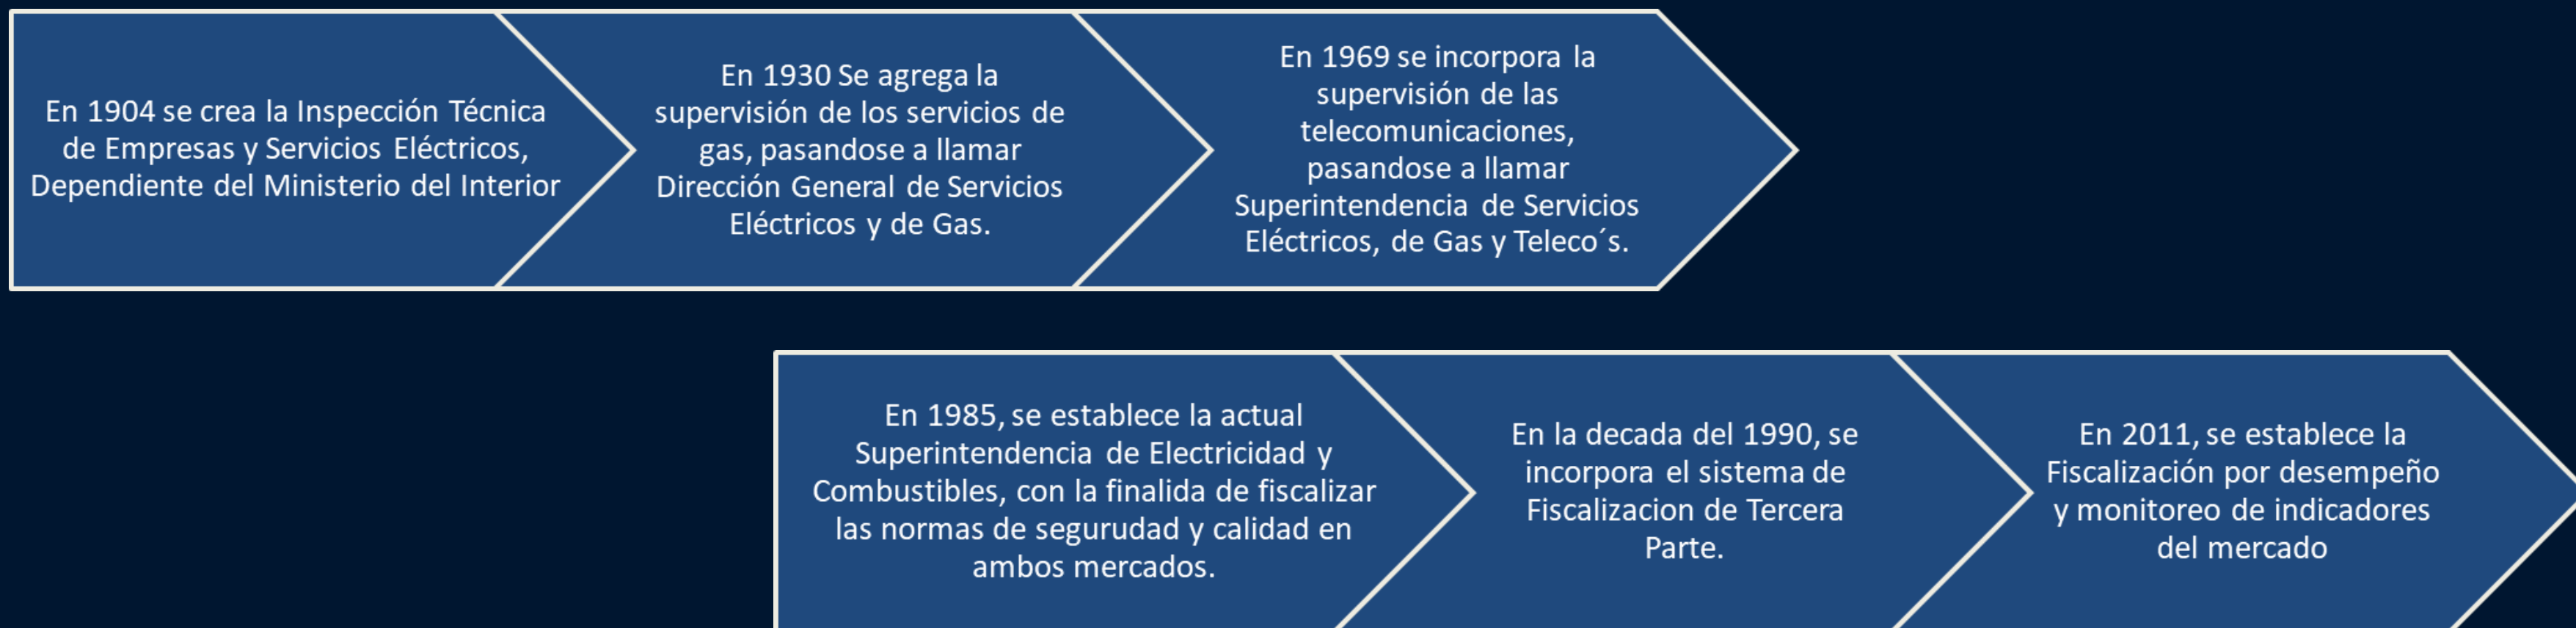 En 1904 se crea la Inspección Técnica
de Empresas y Servicios Eléctricos,
Dependiente del Ministerio del Interior
En 1930 Se agrega la
supervisión de los servicios de
gas, pasandose a llamar
Dirección General de Servicios
Eléctricos y de Gas.
En 1969 se incorpora la
supervisión de las
telecomunicaciones,
pasandose a llamar
Superintendencia de Servicios
Eléctricos, de Gas y Teleco´s.
En 1985, se establece la actual
Superintendencia de Electricidad y
Combustibles, con la finalida de fiscalizar
las normas de segurudad y calidad en
ambos mercados.
En la decada del 1990, se
incorpora el sistema de
Fiscalizacion de Tercera
Parte.
En 2011, se establece la
Fiscalización por desempeño
y monitoreo de indicadores
del mercado